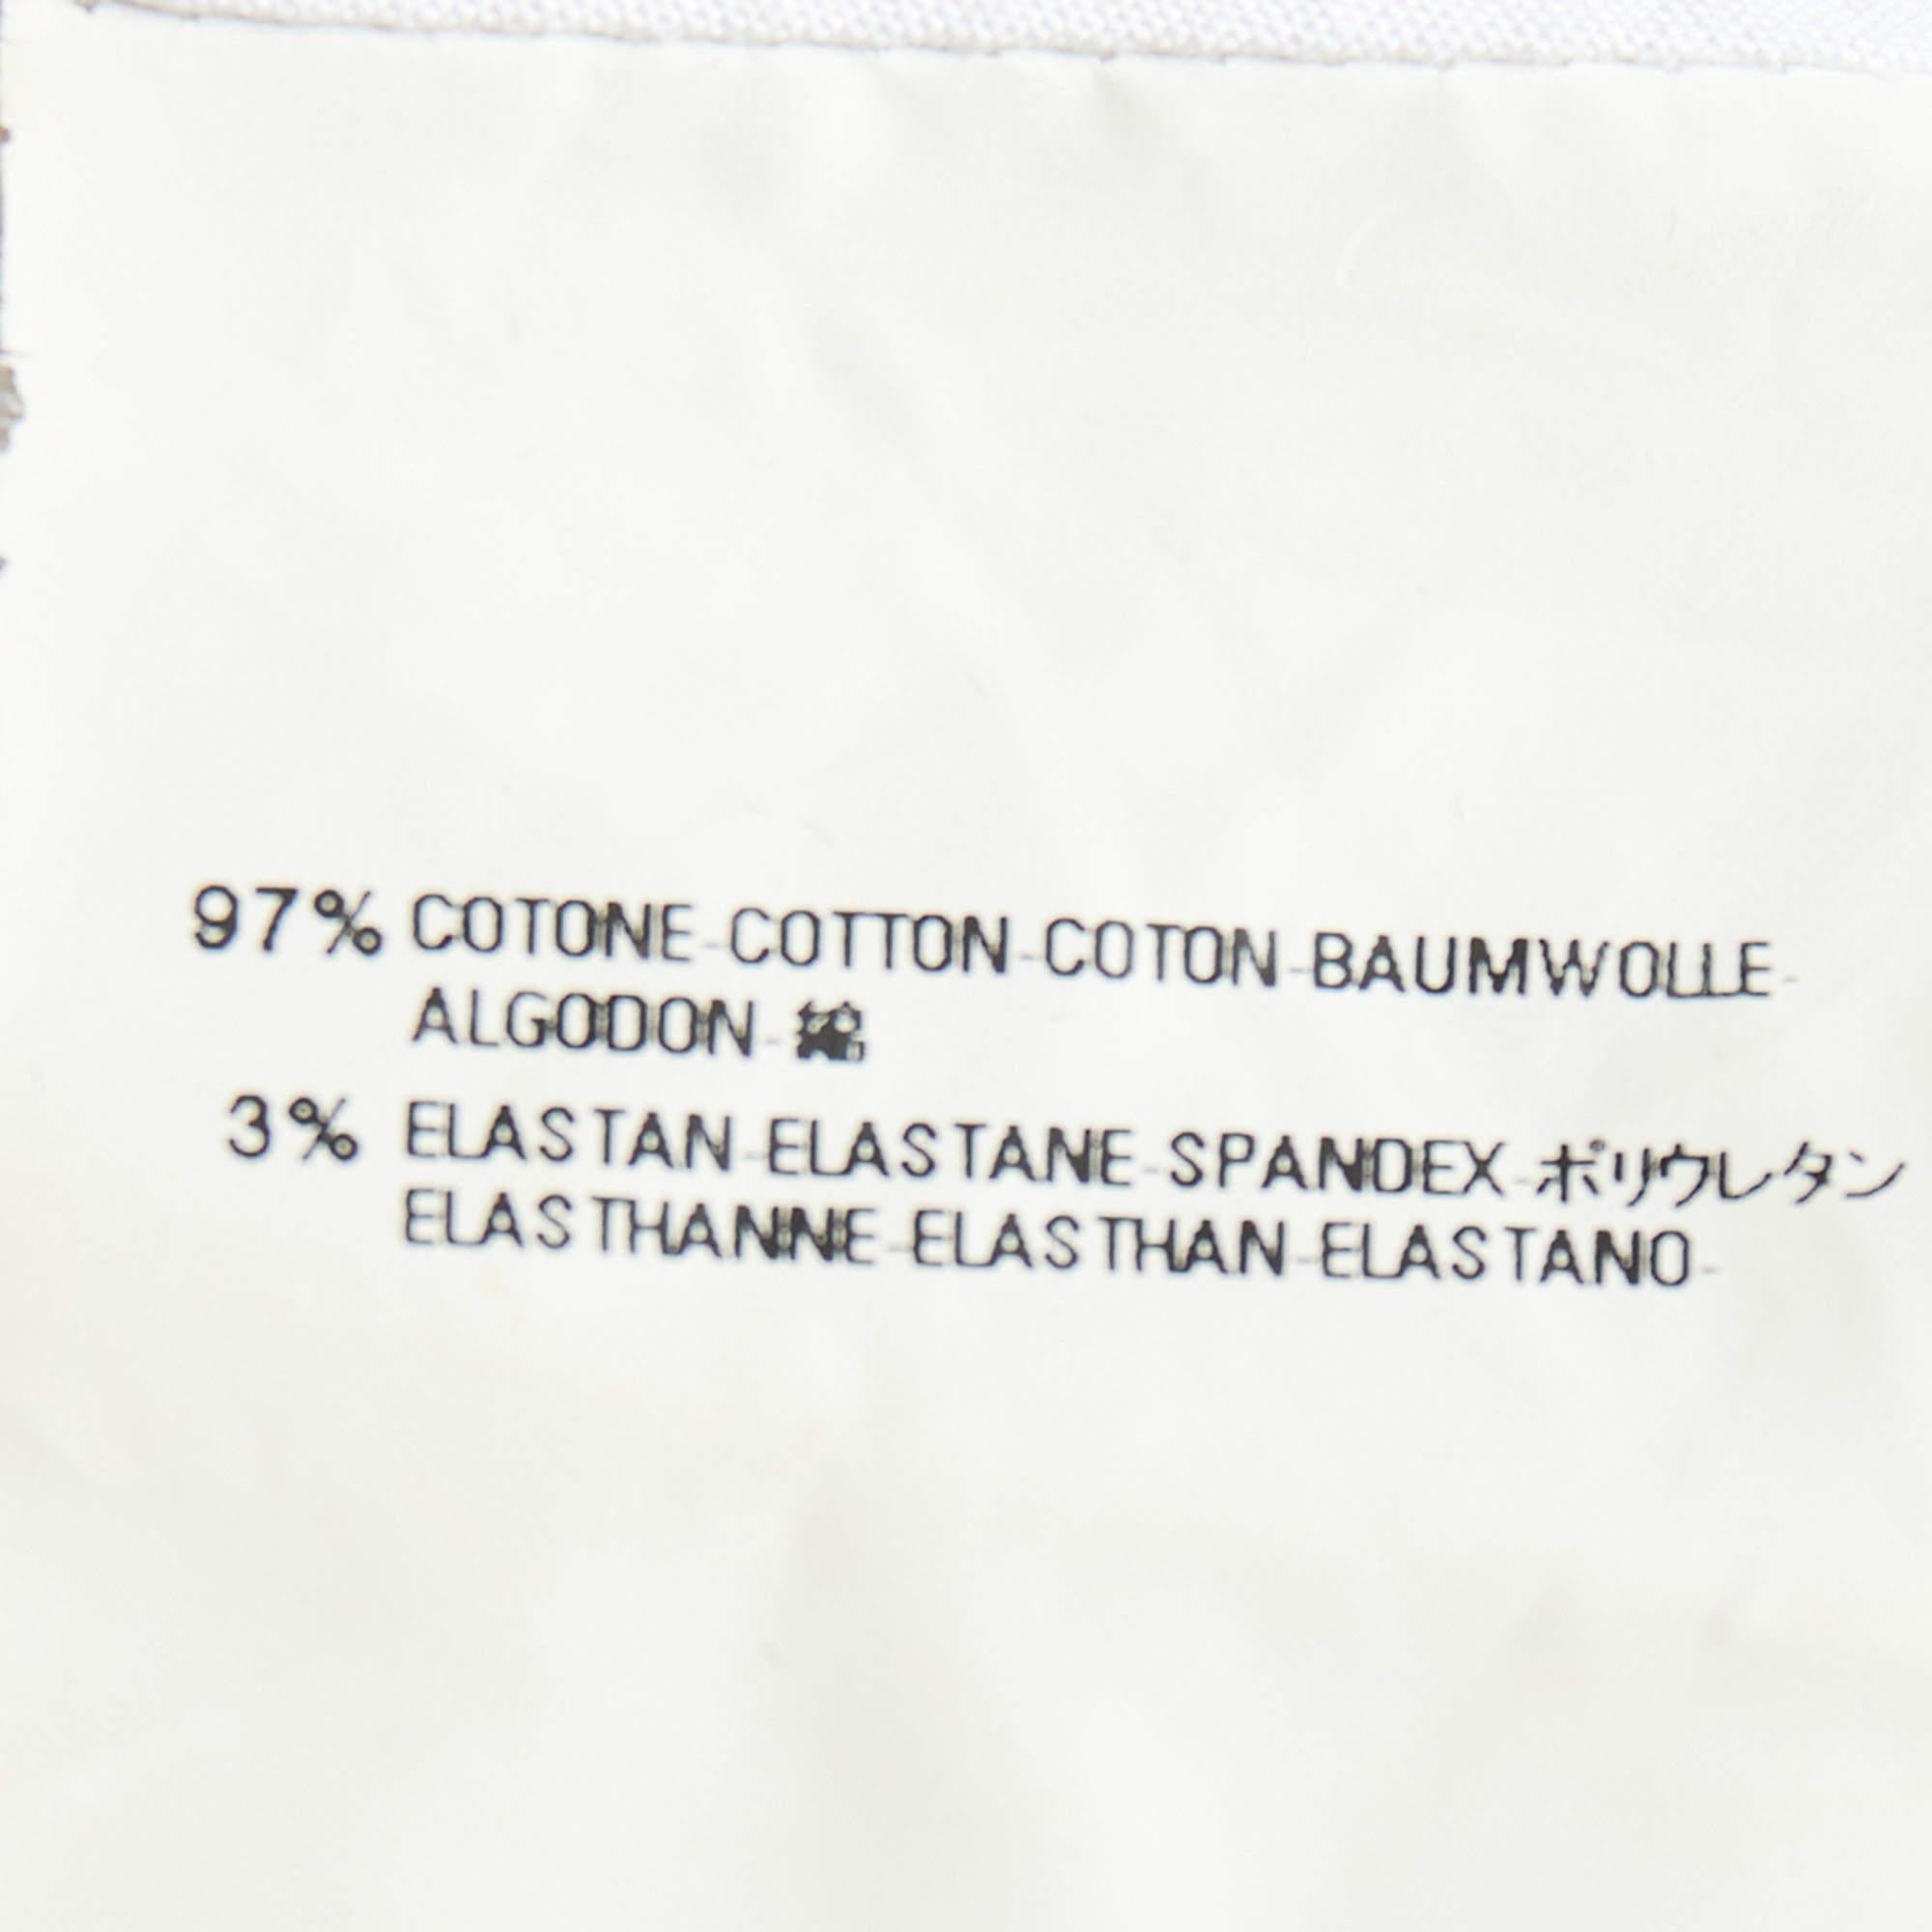 97% COTONE-COTTON-COTON-BAUMWOLLE-
ALGODON-綿
3% ELASTAN-ELASTANE-SPANDEX-ポリウレタン
ELASTHANNE-ELASTHAN-ELASTANO-